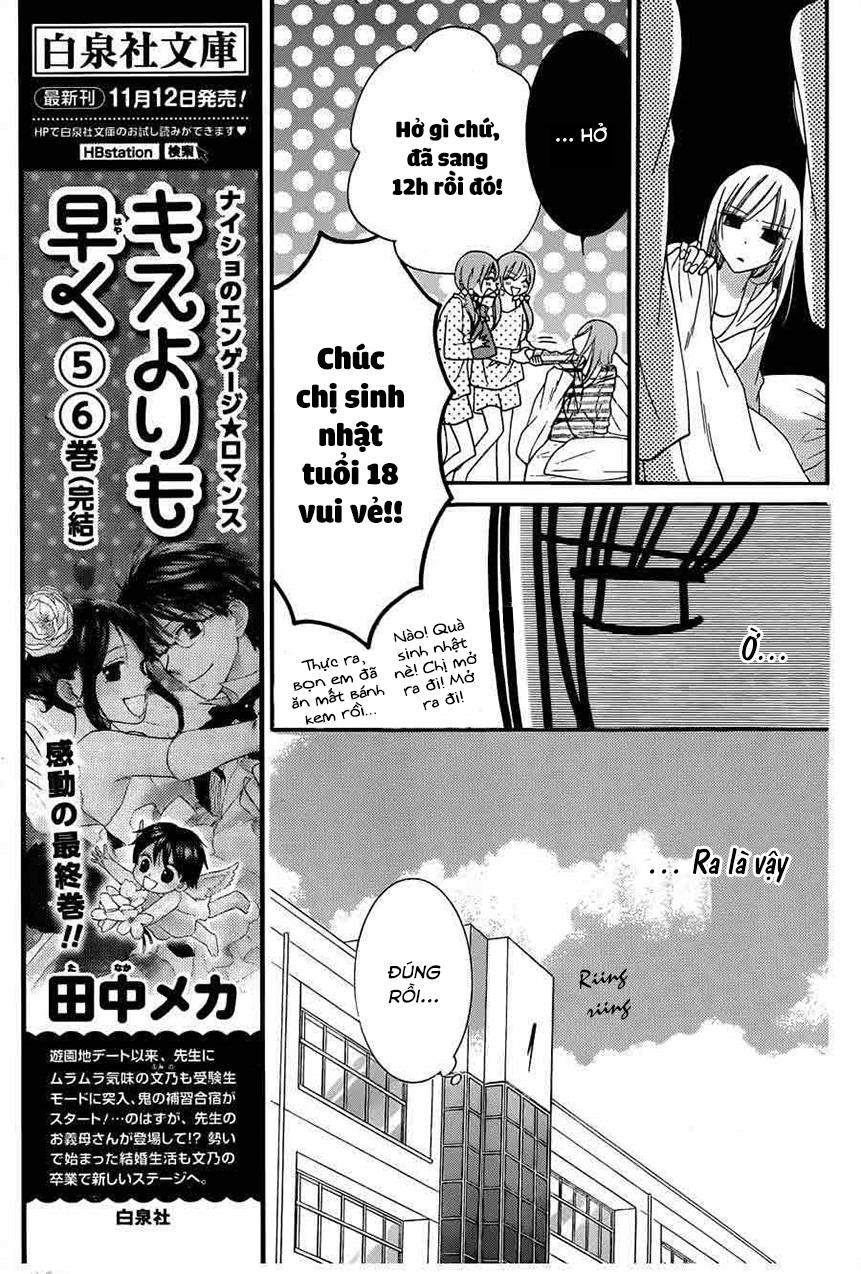 ... HỞ
Hở gì chứ,
đã sang
12h rồi đó!
Chúc
chị sinh
nhật
tuổi 18
vui vẻ!!
Nào! Quà
sinh nhật
nè! Chị mở
ra đi! Mở
ra đi!
Thực ra,
bọn em đã
ăn mất bánh
kem rồi...
Ờ...
... Ra là vậy
ĐÚNG
RỒI...
Riing
riing
白泉社文庫
最新刊 11月12日発売!
HPで白泉社文庫のお試し読みができます♥
HBstation 検索
ナイショのエンゲージ★ロマンス
キスよりも
早く
はや
⑤⑥巻(完結)
感動の最終巻!!
田中メカ
た なか
遊園地デート以来、先生に
ムラムラ気味の文乃も受験生
ふみの
モードに突入、鬼の補習合宿が
スタート!…のはずが、先生の
お義母さんが登場して!? 勢い
で始まった結婚生活も文乃の
卒業で新しいステージへ。
白泉社